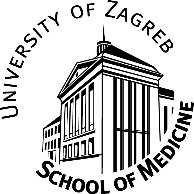 UNIVERSITY OF ZAGREB
SCHOOL OF MEDICINE